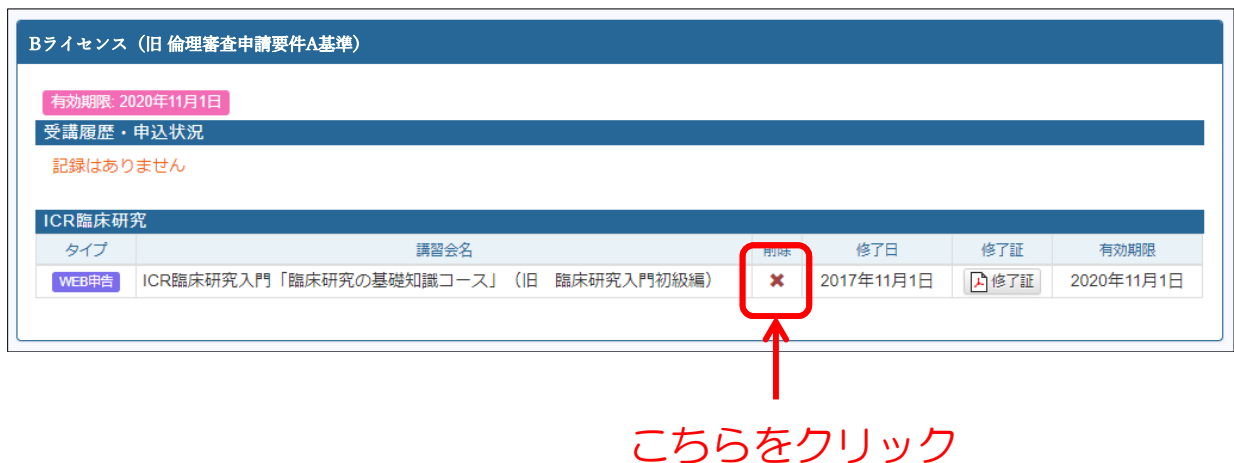 Bライセンス（旧 倫理審査申請要件A基準）
有効期限: 2020年11月1日
受講履歴・申込状況
記録はありません
ICR臨床研究
タイプ 講習会名 削除 修了日 修了証 有効期限
WEB申告 ICR臨床研究入門「臨床研究の基礎知識コース」（旧　臨床研究入門初級編） ✖ 2017年11月1日 修了証 2020年11月1日
こちらをクリック